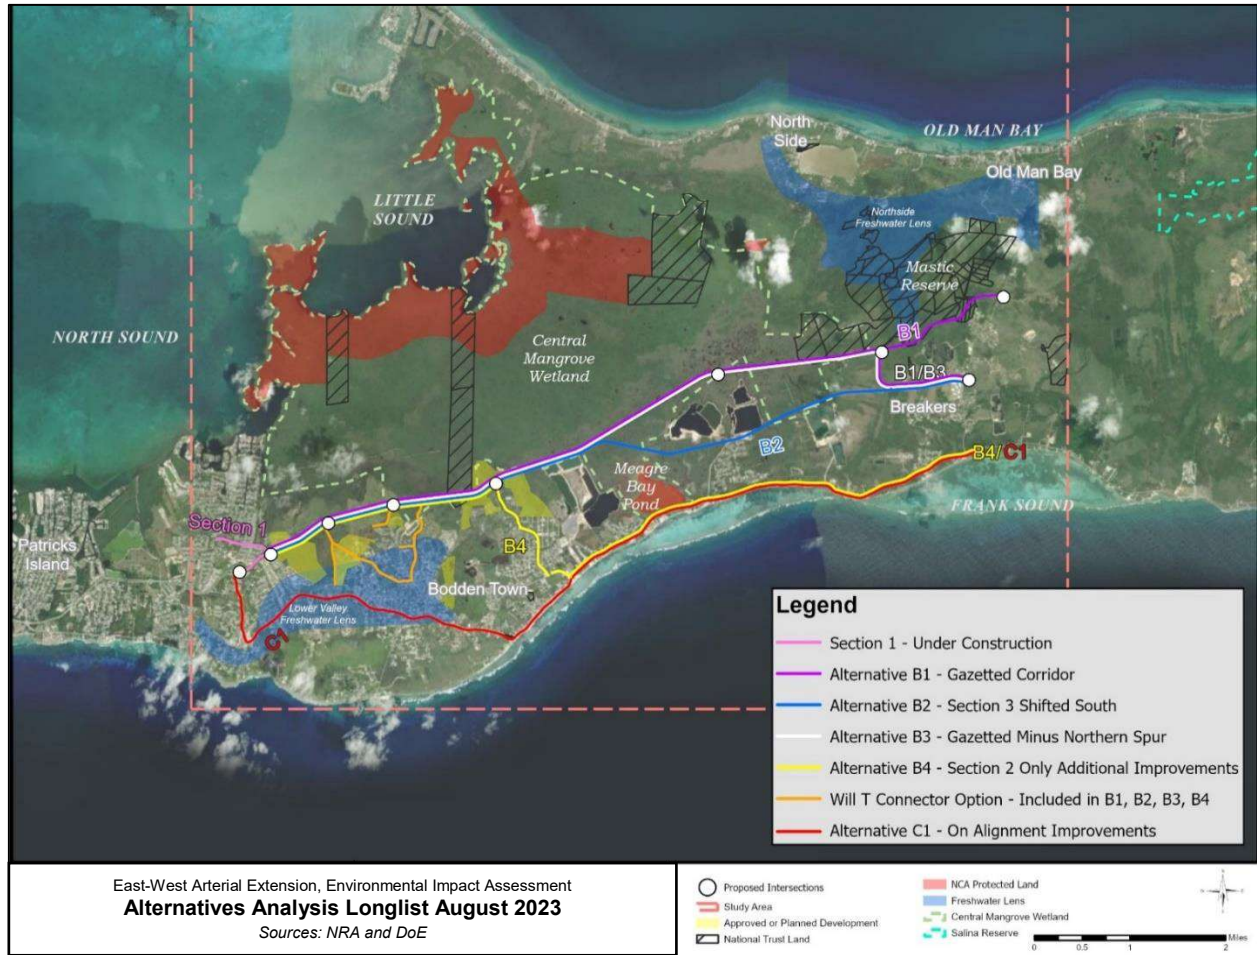 North
Side
OLD MAN BAY
Old Man Bay
LITTLE
SOUND
Northside
Freshwater Lens
Mastic
Reserve
NORTH SOUND
Central
Mangrove
Wetland
B1
B1/B3
Breakers
B2
B4/C1
Meagre
Bay
Pond
FRANK SOUND
Section 1
Patricks
Island
B4
Bodden Town
Lower Valley
Freshwater Lens
C1
Legend
Section 1 - Under Construction
Alternative B1 - Gazetted Corridor
Alternative B2 - Section 3 Shifted South
Alternative B3 - Gazetted Minus Northern Spur
Alternative B4 - Section 2 Only Additional Improvements
Will T Connector Option - Included in B1, B2, B3, B4
Alternative C1 - On Alignment Improvements
East-West Arterial Extension, Environmental Impact Assessment
Alternatives Analysis Longlist August 2023
Sources: NRA and DoE
Proposed Intersections
Study Area
Approved or Planned Development
National Trust Land
NCA Protected Land
Freshwater Lens
Central Mangrove Wetland
Salina Reserve
Miles
0 0.5 1 2